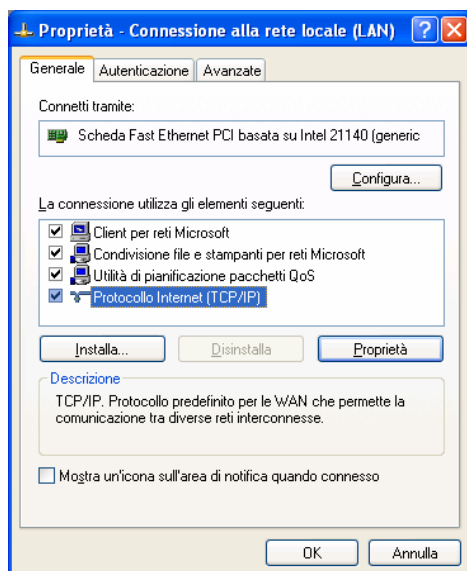 Proprietà - Connessione alla rete locale (LAN)
Generale Autenticazione Avanzate
Connetti tramite:
Scheda Fast Ethernet PCI basata su Intel 21140 (generic
Configura...
La connessione utilizza gli elementi seguenti:
Client per reti Microsoft
Condivisione file e stampanti per reti Microsoft
Utilità di pianificazione pacchetti QoS
Protocollo Internet (TCP/IP)
Installa... Disinstalla Proprietà
Descrizione
TCP/IP. Protocollo predefinito per le WAN che permette la
comunicazione tra diverse reti interconnesse.
Mostra un'icona sull'area di notifica quando connesso
OK Annulla